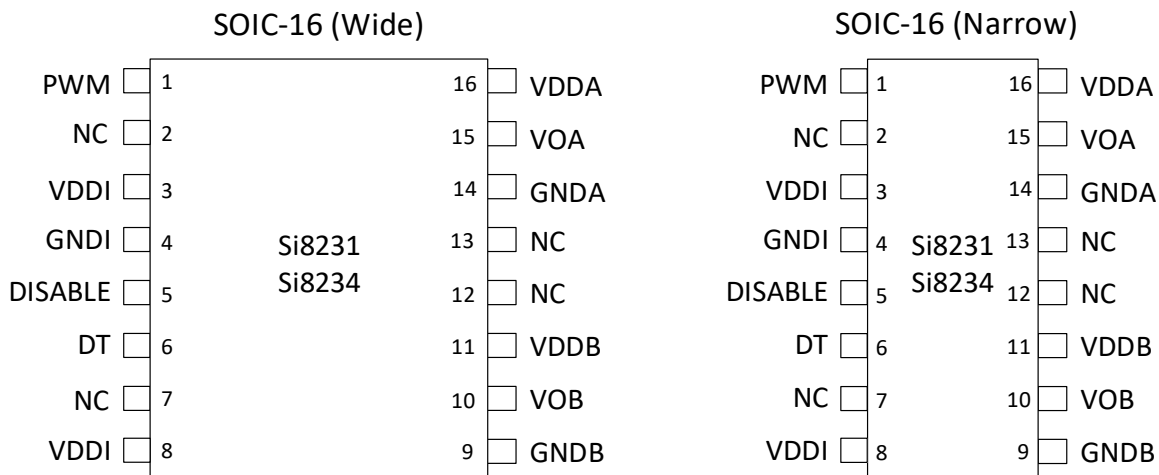 SOIC-16 (Wide)
PWM 1 16 VDDA
NC 2 15 VOA
VDDI 3 14 GNDA
GNDI 4 Si8231 13 NC
DISABLE 5 Si8234 12 NC
DT 6 11 VDDB
NC 7 10 VOB
VDDI 8 9 GNDB
SOIC-16 (Narrow)
PWM 1 16 VDDA
NC 2 15 VOA
VDDI 3 14 GNDA
GNDI 4 Si8231 13 NC
DISABLE 5 Si8234 12 NC
DT 6 11 VDDB
NC 7 10 VOB
VDDI 8 9 GNDB